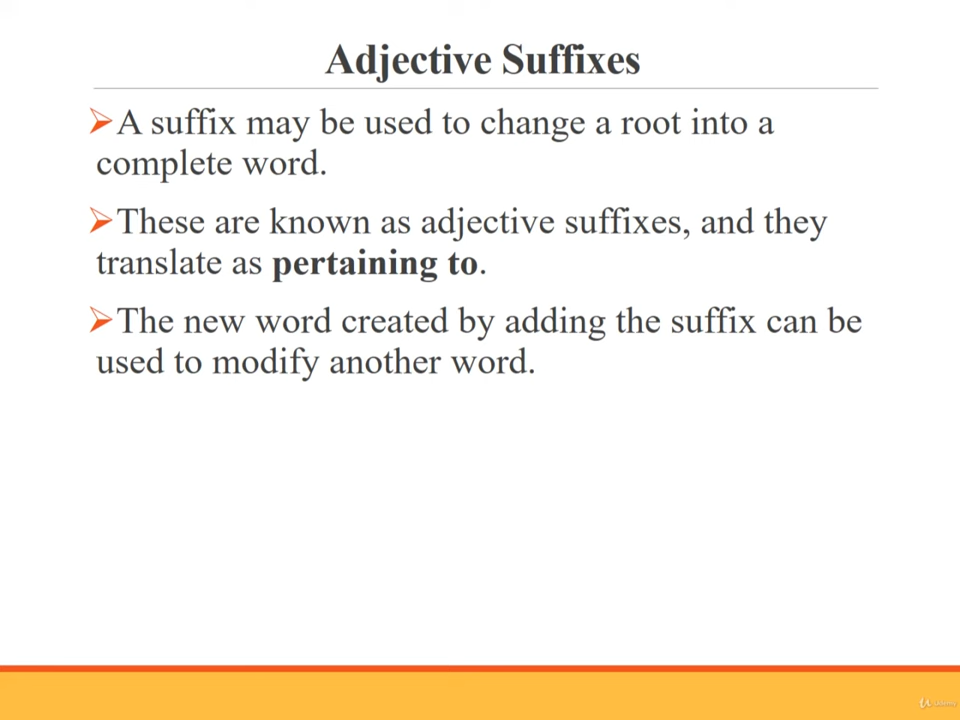 Adjective Suffixes
A suffix may be used to change a root into a
complete word.
These are known as adjective suffixes, and they
translate as pertaining to.
The new word created by adding the suffix can be
used to modify another word.
Udemy